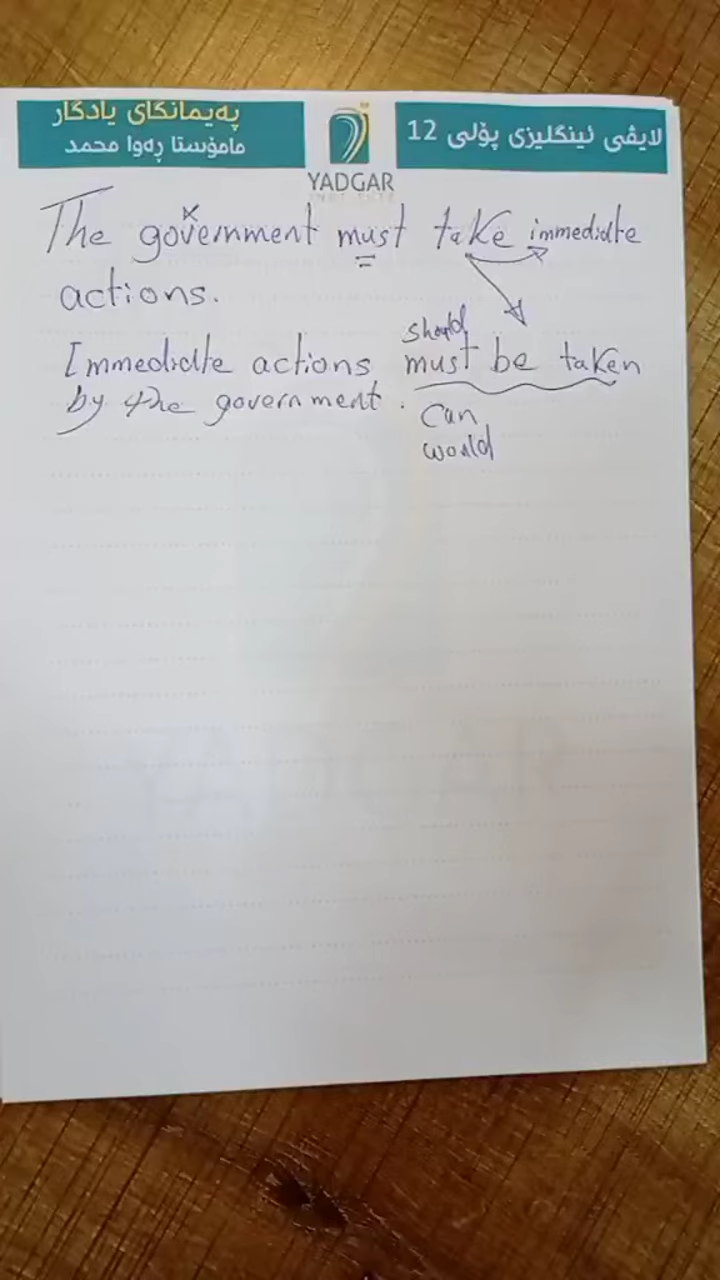 پەیمانگای یادگار
مامۆستا ڕەوا محمد
YADGAR
لایڤی ئینگلیزی پۆلی 12
The government must take immediate
actions.
should
Immediate actions must be taken
by the government.
can
would